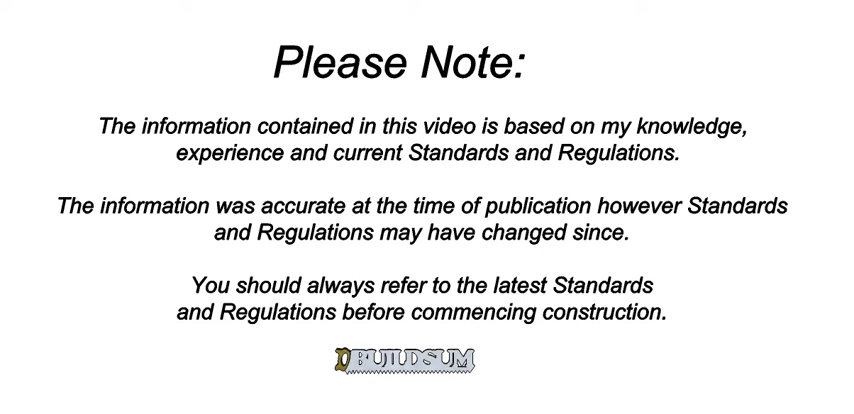 Please Note:
The information contained in this video is based on my knowledge,
experience and current Standards and Regulations.
The information was accurate at the time of publication however Standards
and Regulations may have changed since.
You should always refer to the latest Standards
and Regulations before commencing construction.
BUILDSUM